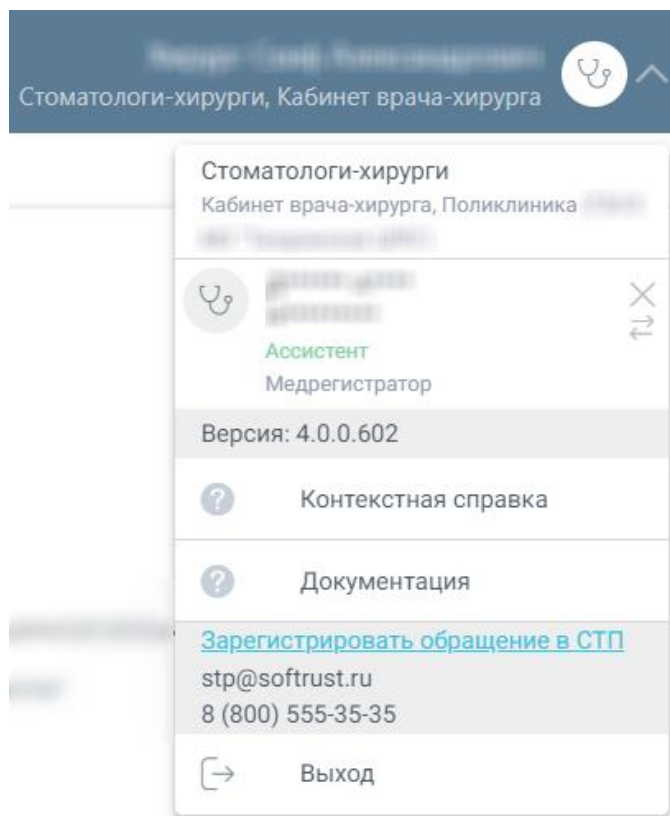 Стоматологи-хирурги, Кабинет врача-хирурга
Стоматологи-хирурги
Кабинет врача-хирурга, Поликлиника
Ассистент
Медрегистратор
Версия: 4.0.0.602
Контекстная справка
Документация
Зарегистрировать обращение в СТП
stp@softrust.ru
8 (800) 555-35-35
Выход